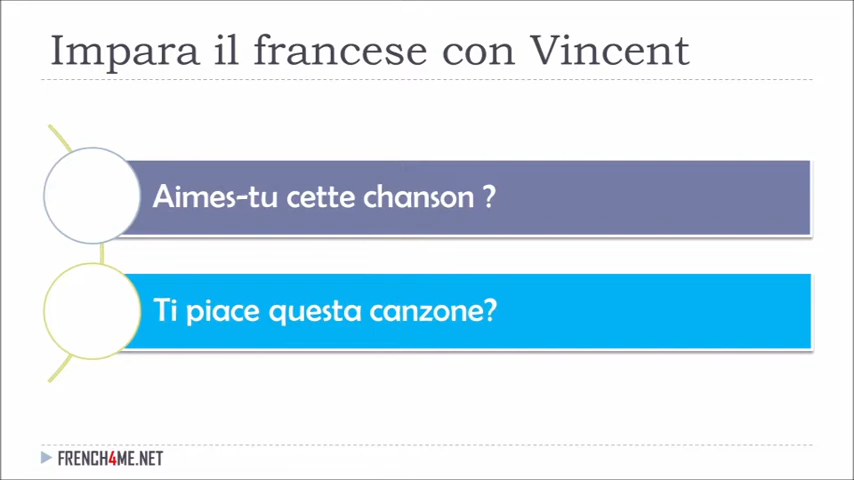 Impara il francese con Vincent
Aimes-tu cette chanson ?
Ti piace questa canzone?
FRENCH4ME.NET